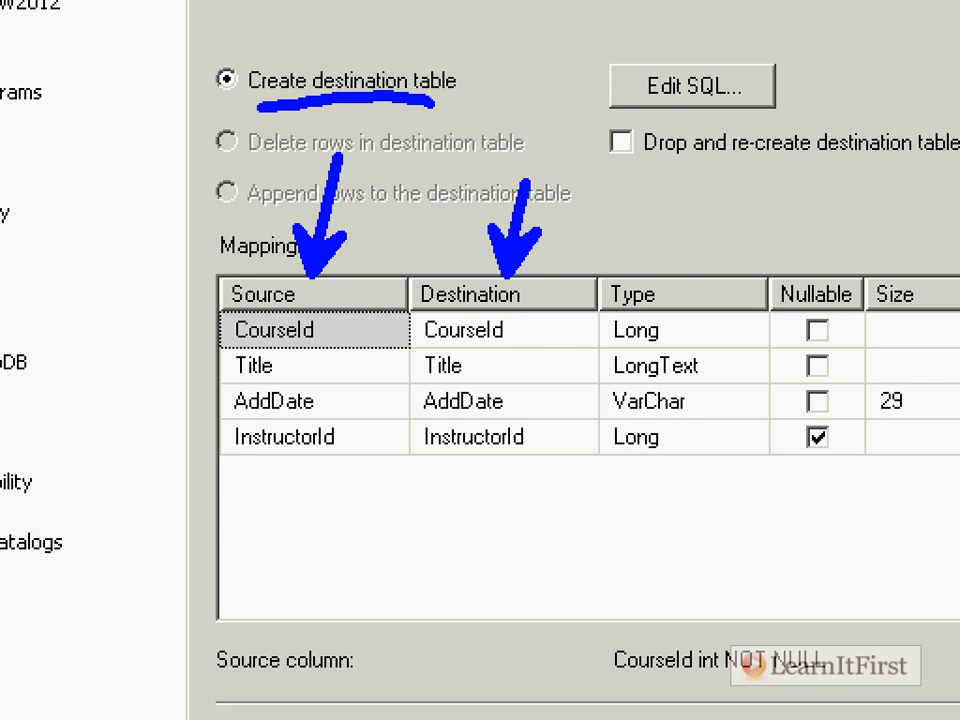 W2012
Create destination table
Edit SQL...
rams
Delete rows in destination table
Drop and re-create destination table
y
Append rows to the destination table
Mapping
Source Destination Type Nullable Size
CourseId CourseId Long
oDB
Title Title LongText
AddDate AddDate VarChar 29
InstructorId InstructorId Long
ility
atalogs
Source column:
CourseId int NOT NULL
LearnItFirst